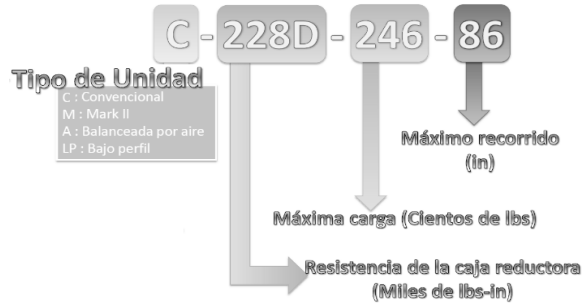 C - 228D - 246 - 86
Tipo de Unidad
C : Convencional
M : Mark II
A : Balanceada por aire
LP : Bajo perfil
Máximo recorrido
(in)
Máxima carga (Cientos de lbs)
Resistencia de la caja reductora
(Miles de lbs-in)